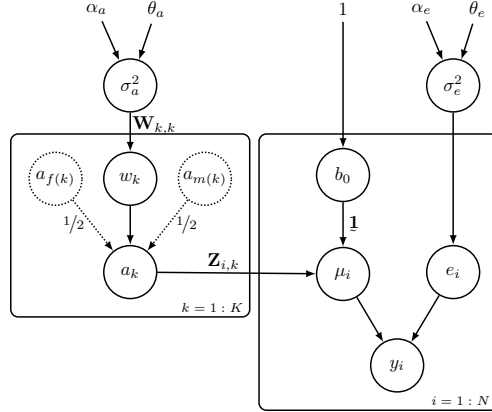 α_a θ_a 1 α_e θ_e
σ_a^2 σ_e^2
W_{k,k}
a_{f(k)} w_k a_{m(k)} b_0
1/2 1/2 1
Z_{i,k}
a_k μ_i e_i
k = 1 : K
y_i
i = 1 : N